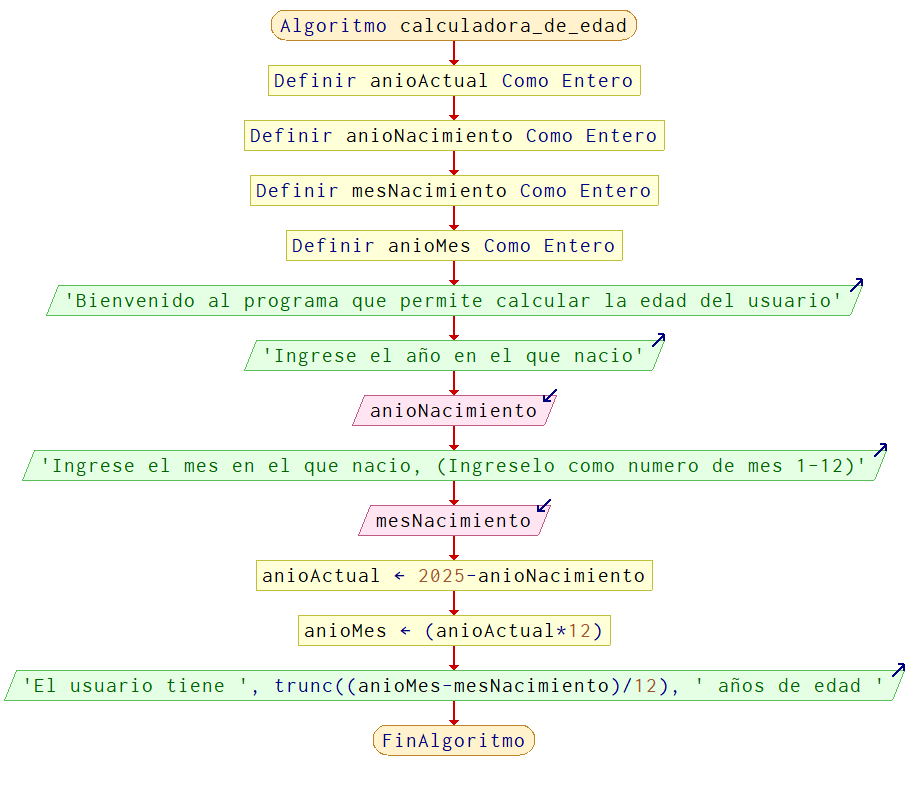 Algoritmo calculadora_de_edad
Definir anioActual Como Entero
Definir anioNacimiento Como Entero
Definir mesNacimiento Como Entero
Definir anioMes Como Entero
'Bienvenido al programa que permite calcular la edad del usuario'
'Ingrese el año en el que nacio'
anioNacimiento
'Ingrese el mes en el que nacio, (Ingreselo como numero de mes 1-12)'
mesNacimiento
anioActual ← 2025-anioNacimiento
anioMes ← (anioActual*12)
'El usuario tiene ', trunc((anioMes-mesNacimiento)/12), ' años de edad '
FinAlgoritmo